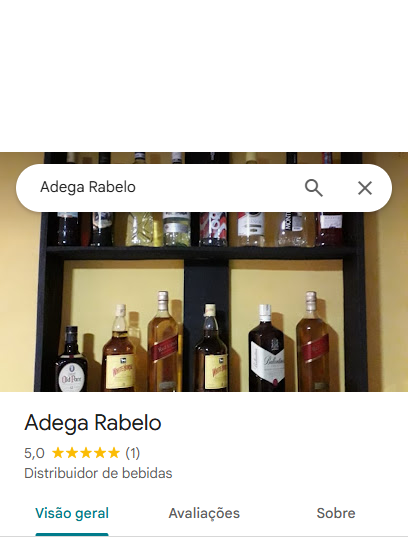 Adega Rabelo
Old Parr
WHITE HORSE
WHITE HORSE
Ballantine's
Adega Rabelo
5,0 ★★★★★ (1)
Distribuidor de bebidas
Visão geral Avaliações Sobre